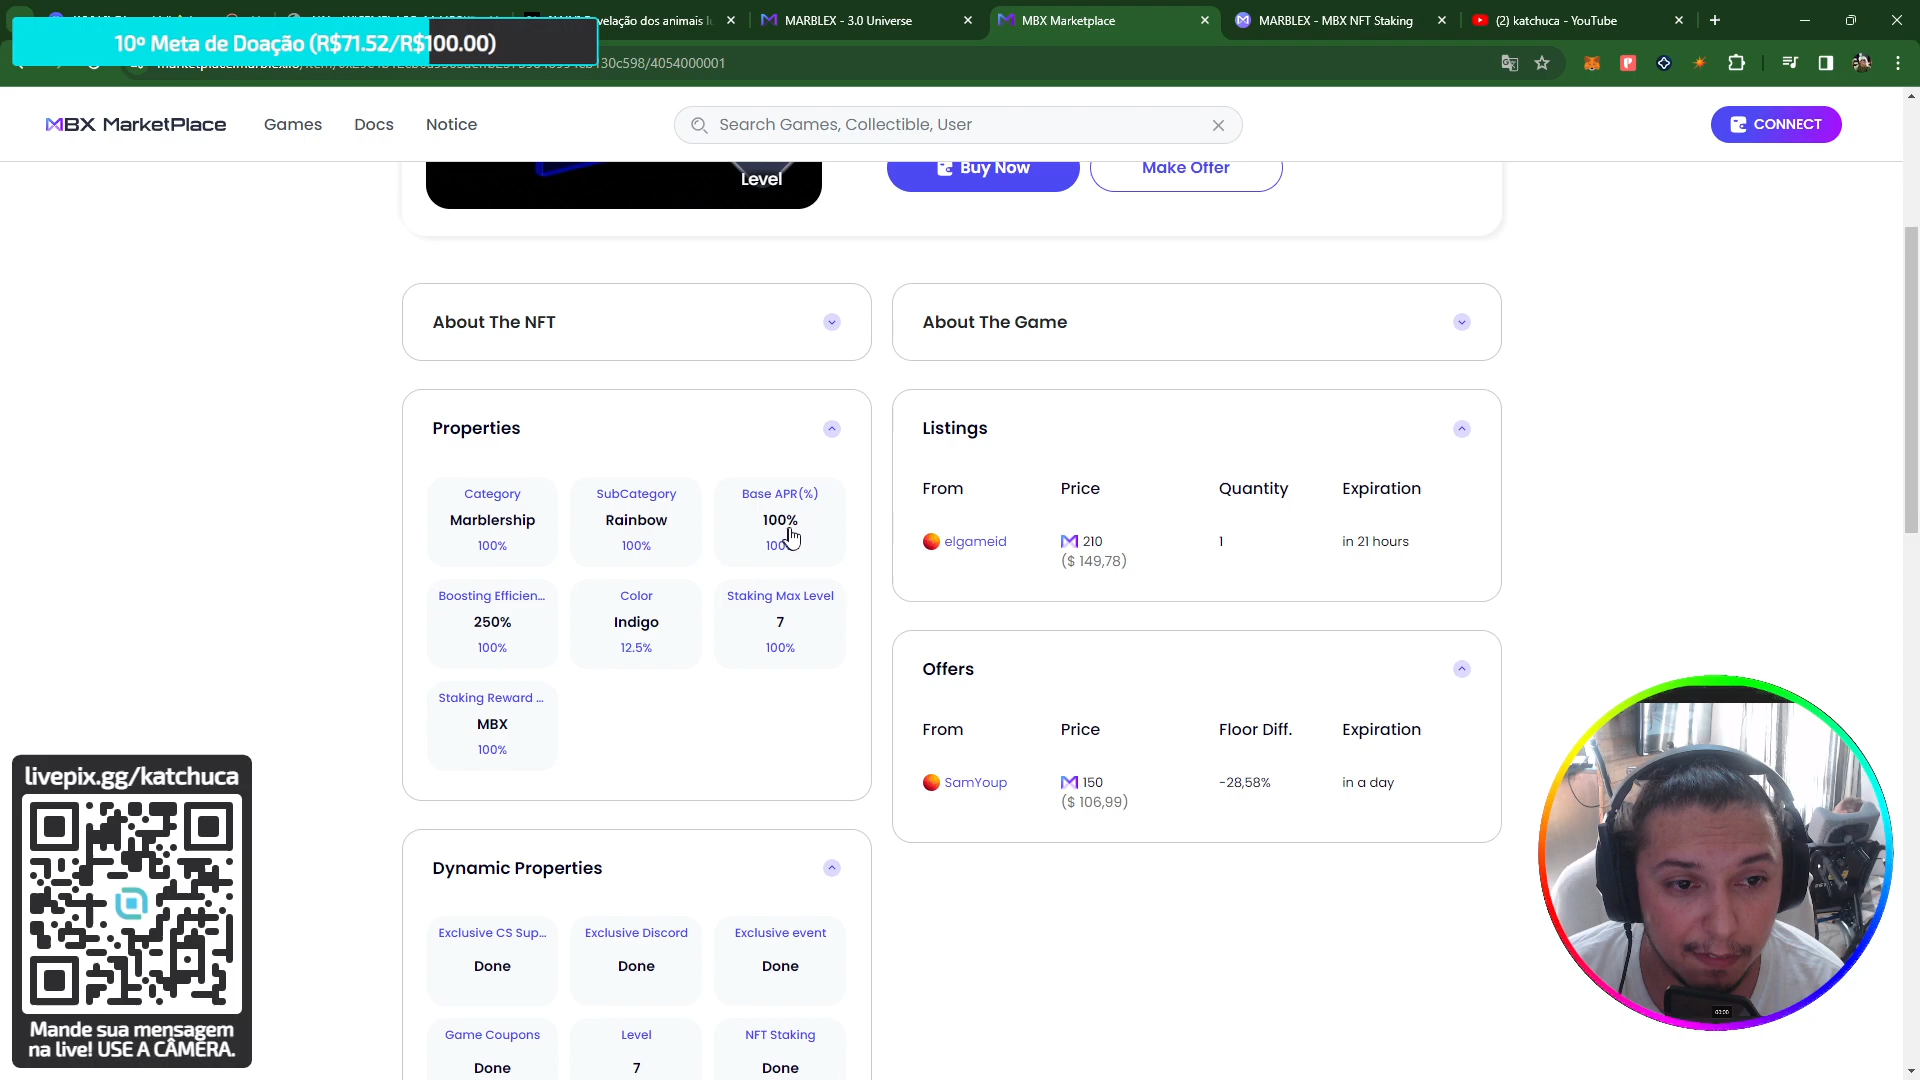 velação dos animais l
MARBLEX - 3.0 Universe
MBX Marketplace
MARBLEX - MBX NFT Staking
(2) katchuca - YouTube
10º Meta de Doação (R$71.52/R$100.00)
30c598/4054000001
MBX MARKETPLACE
Games
Docs
Notice
Search Games, Collectible, User
CONNECT
Level
Buy Now
Make Offer
About The NFT
About The Game
Properties
Category
Marblership
100%
SubCategory
Rainbow
100%
Base APR(%)
100%
100
Boosting Efficien...
250%
100%
Color
Indigo
12.5%
Staking Max Level
7
100%
Staking Reward ...
MBX
100%
Listings
From
Price
Quantity
Expiration
elgameid
210
($ 149,78)
1
in 21 hours
Offers
From
Price
Floor Diff.
Expiration
SamYoup
150
($ 106,99)
-28,58%
in a day
Dynamic Properties
Exclusive CS Sup...
Done
Exclusive Discord
Done
Exclusive event
Done
Game Coupons
Done
Level
7
NFT Staking
Done
livepix.gg/katchuca
Mande sua mensagem
na live! USE A CÂMERA.
00:00